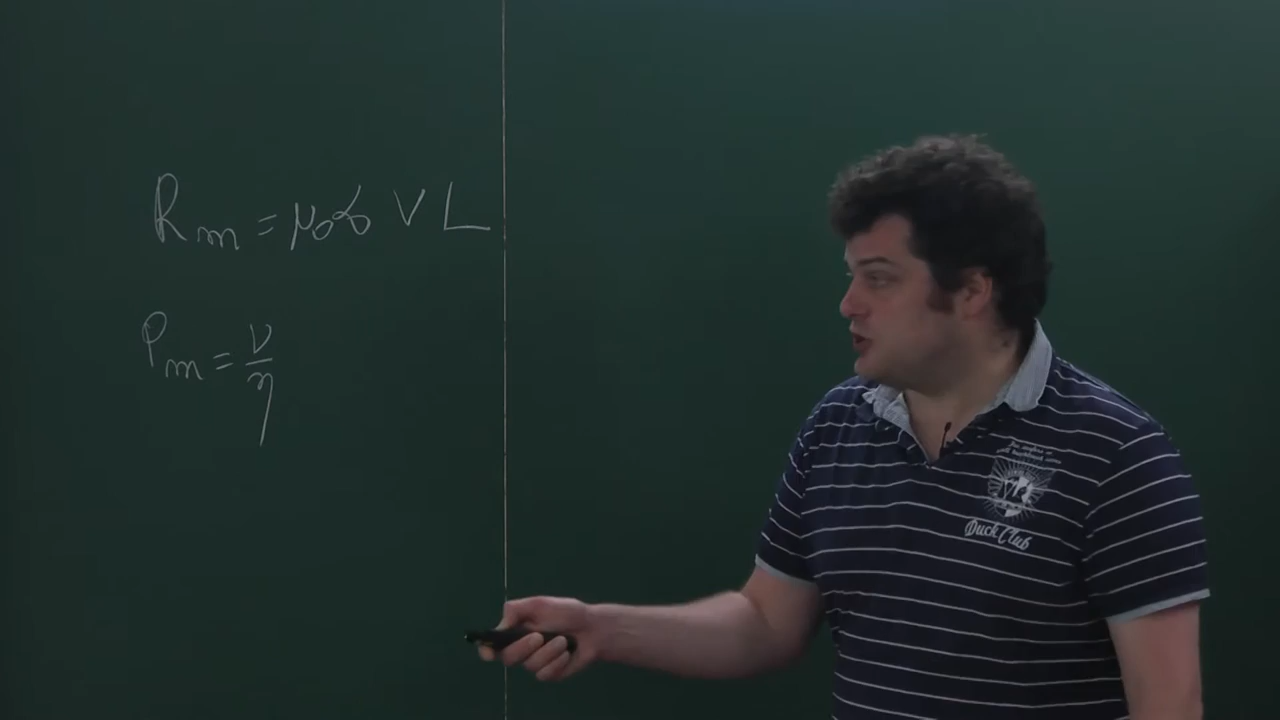 Rm = μ₀σ V L
Pm = ν/η
Duck Club